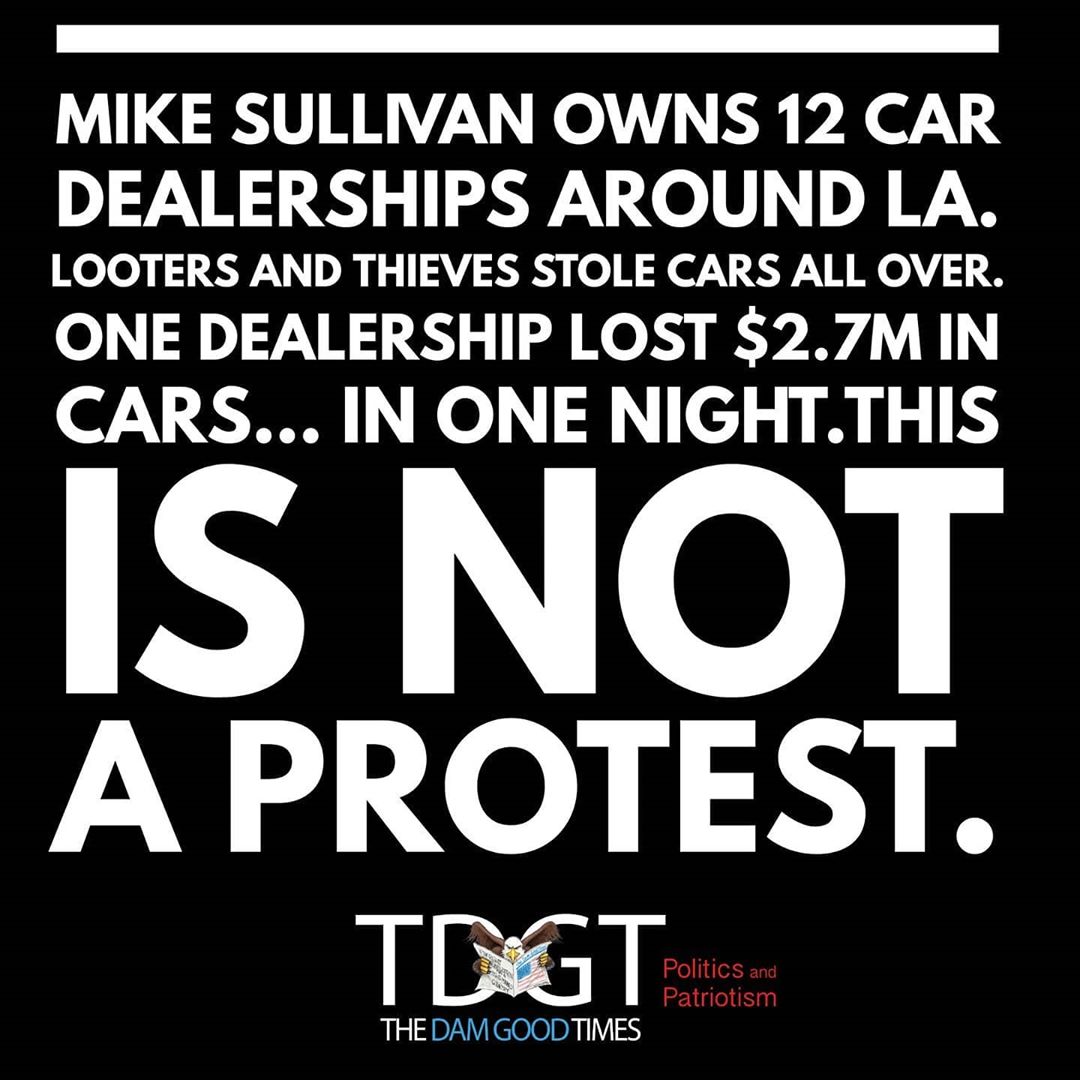 MIKE SULLIVAN OWNS 12 CAR
DEALERSHIPS AROUND LA.
LOOTERS AND THIEVES STOLE CARS ALL OVER.
ONE DEALERSHIP LOST $2.7M IN
CARS... IN ONE NIGHT.THIS
IS NOT
A PROTEST.
TDGT
Politics and
Patriotism
THE DAM GOOD TIMES